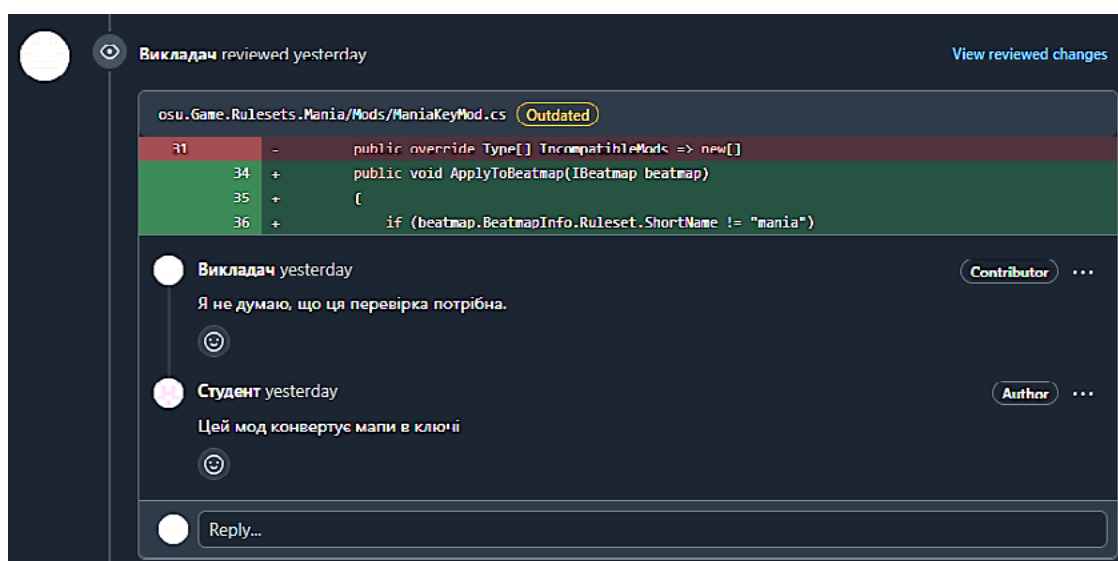 Викладач reviewed yesterday View reviewed changes
osu.Game.Rulesets.Mania/Mods/ManiaKeyMod.cs Outdated
31 - public override Type[] IncompatibleMods => new[]
34 + public void ApplyToBeatmap(IBeatmap beatmap)
35 + {
36 + if (beatmap.BeatmapInfo.Ruleset.ShortName != "mania")
Викладач yesterday Contributor ...
Я не думаю, що ця перевірка потрібна.
Студент yesterday Author ...
Цей мод конвертує мапи в ключі
Reply...